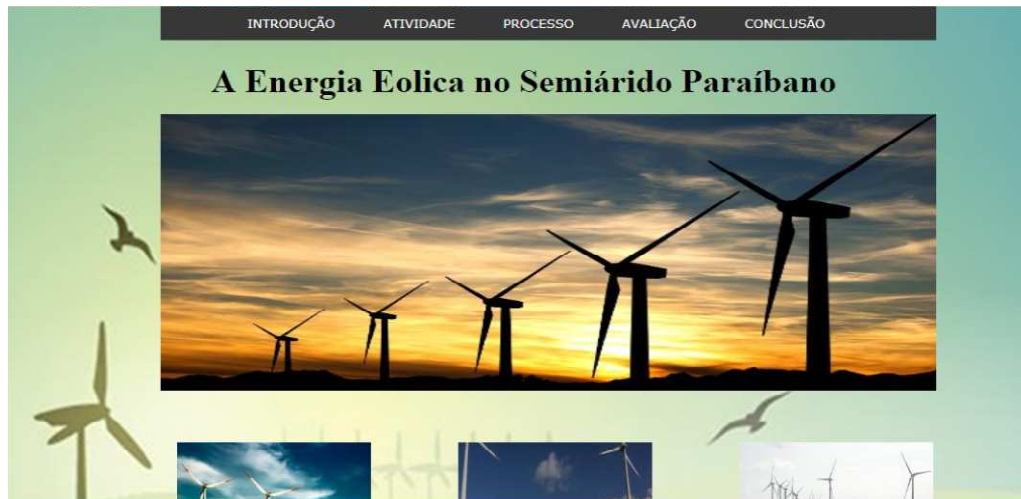 INTRODUÇÃO ATIVIDADE PROCESSO AVALIAÇÃO CONCLUSÃO
A Energia Eolica no Semiárido Paraíbano